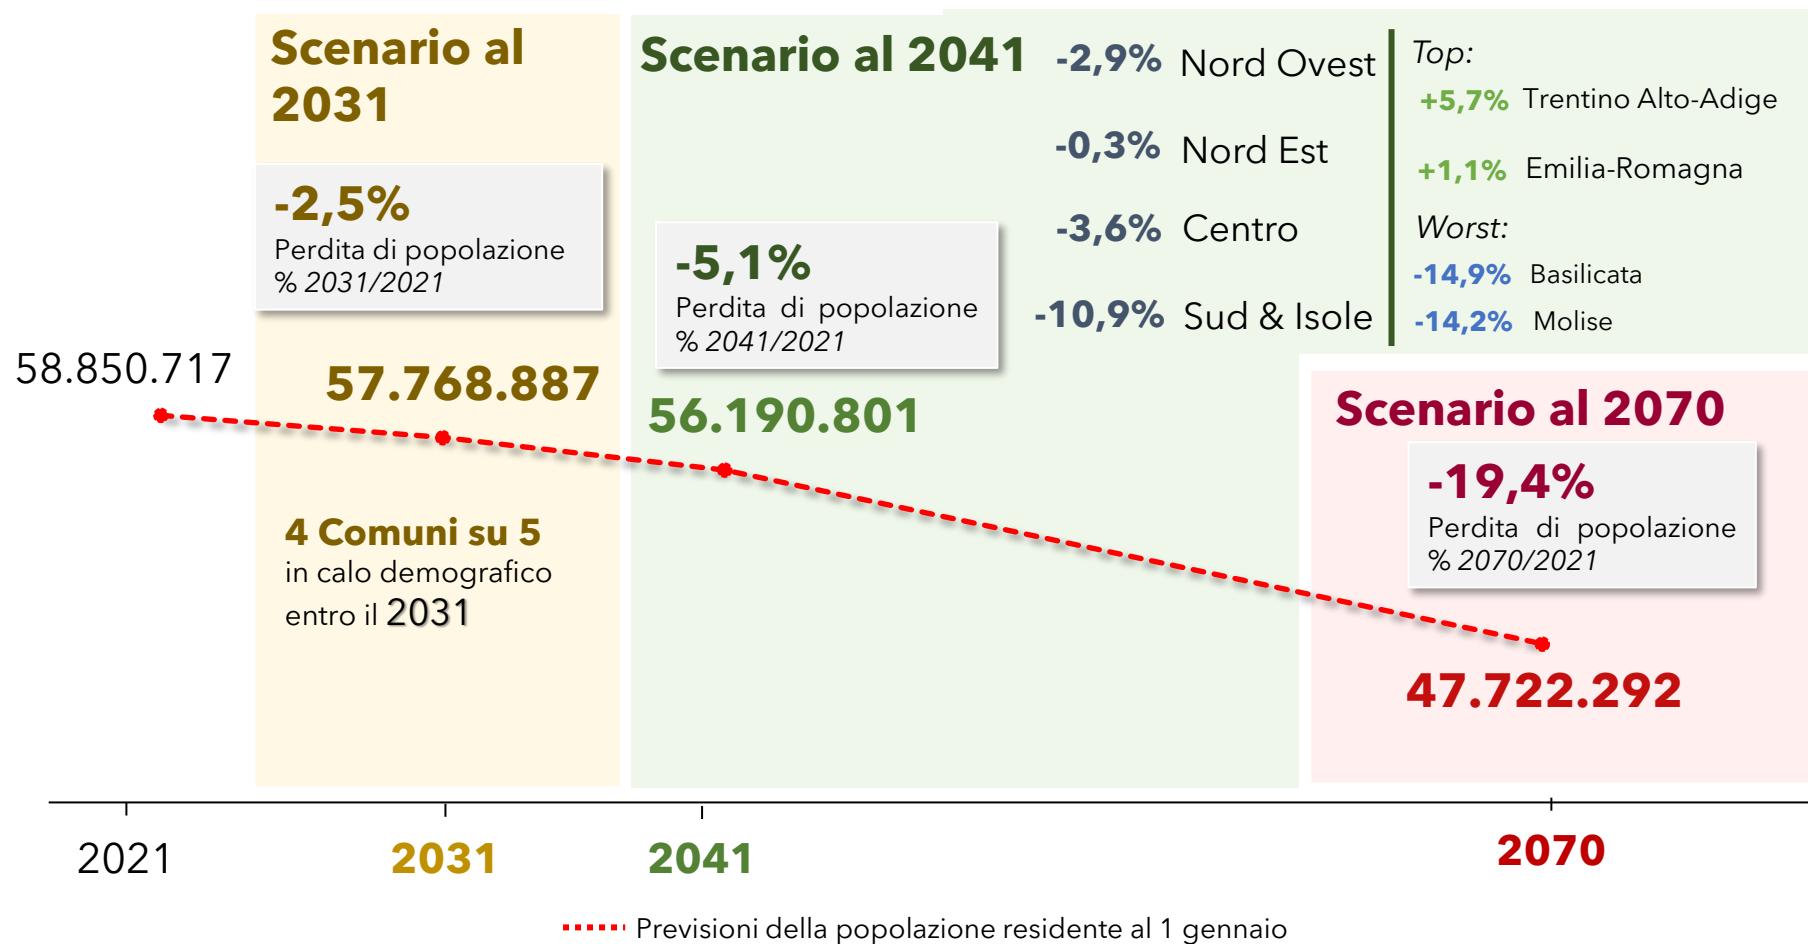 Scenario al
2031
-2,5%
Perdita di popolazione
% 2031/2021
58.850.717
57.768.887
4 Comuni su 5
in calo demografico
entro il 2031
Scenario al 2041
-5,1%
Perdita di popolazione
% 2041/2021
56.190.801
-2,9% Nord Ovest
-0,3% Nord Est
-3,6% Centro
-10,9% Sud & Isole
Top:
+5,7% Trentino Alto-Adige
+1,1% Emilia-Romagna
Worst:
-14,9% Basilicata
-14,2% Molise
Scenario al 2070
-19,4%
Perdita di popolazione
% 2070/2021
47.722.292
2021
2031
2041
2070
Previsioni della popolazione residente al 1 gennaio